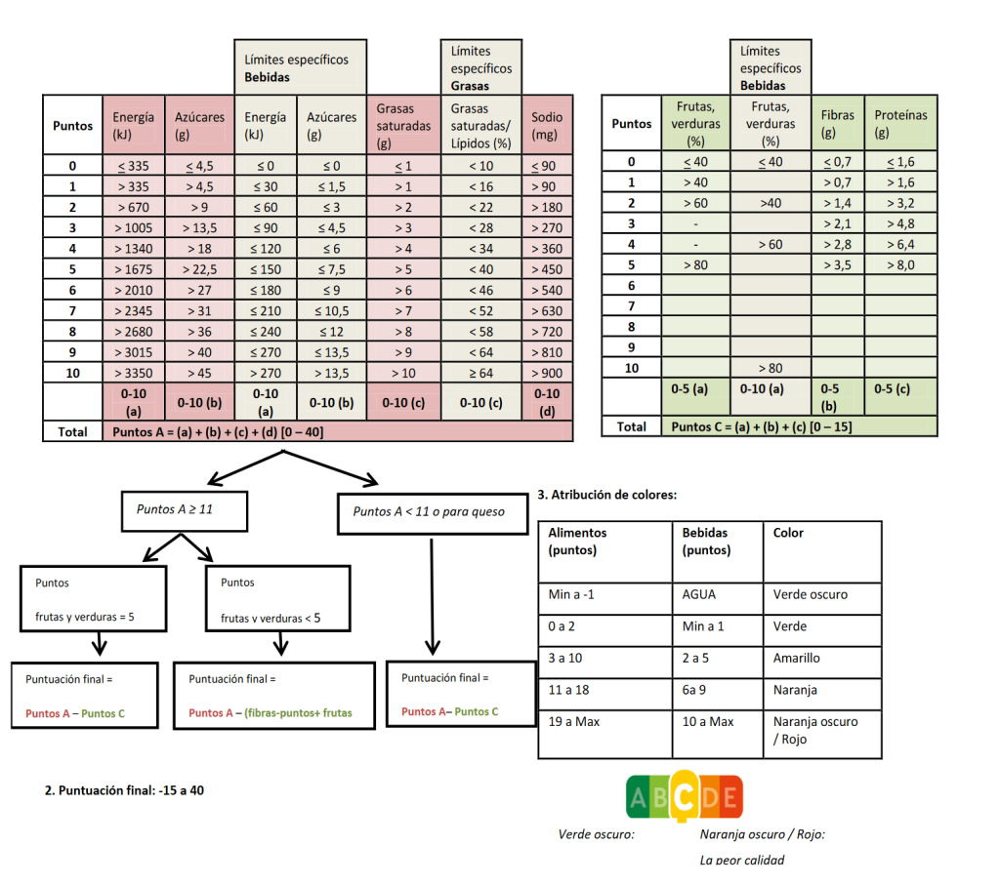 Límites específicos
Bebidas
Límites
específicos
Grasas
Puntos | Energía (kJ) | Azúcares (g) | Energía (kJ) | Azúcares (g) | Grasas saturadas (g) | Grasas saturadas/ Lípidos (%) | Sodio (mg)
0 | ≤ 335 | ≤ 4,5 | ≤ 0 | ≤ 0 | ≤ 1 | < 10 | ≤ 90
1 | > 335 | > 4,5 | ≤ 30 | ≤ 1,5 | > 1 | < 16 | > 90
2 | > 670 | > 9 | ≤ 60 | ≤ 3 | > 2 | < 22 | > 180
3 | > 1005 | > 13,5 | ≤ 90 | ≤ 4,5 | > 3 | < 28 | > 270
4 | > 1340 | > 18 | ≤ 120 | ≤ 6 | > 4 | < 34 | > 360
5 | > 1675 | > 22,5 | ≤ 150 | ≤ 7,5 | > 5 | < 40 | > 450
6 | > 2010 | > 27 | ≤ 180 | ≤ 9 | > 6 | < 46 | > 540
7 | > 2345 | > 31 | ≤ 210 | ≤ 10,5 | > 7 | < 52 | > 630
8 | > 2680 | > 36 | ≤ 240 | ≤ 12 | > 8 | < 58 | > 720
9 | > 3015 | > 40 | ≤ 270 | ≤ 13,5 | > 9 | < 64 | > 810
10 | > 3350 | > 45 | > 270 | > 13,5 | > 10 | ≥ 64 | > 900
0-10 (a) | 0-10 (b) | 0-10 (a) | 0-10 (b) | 0-10 (c) | 0-10 (c) | 0-10 (d)
Total | Puntos A = (a) + (b) + (c) + (d) [0 – 40]
Límites
específicos
Bebidas
Puntos | Frutas, verduras (%) | Frutas, verduras (%) | Fibras (g) | Proteínas (g)
0 | ≤ 40 | ≤ 40 | ≤ 0,7 | ≤ 1,6
1 | > 40 | | > 0,7 | > 1,6
2 | > 60 | >40 | > 1,4 | > 3,2
3 | - | | > 2,1 | > 4,8
4 | - | > 60 | > 2,8 | > 6,4
5 | > 80 | | > 3,5 | > 8,0
6
7
8
9
10 | | > 80
0-5 (a) | 0-10 (a) | 0-5 (b) | 0-5 (c)
Total | Puntos C = (a) + (b) + (c) [0 – 15]
Puntos A ≥ 11
Puntos A < 11 o para queso
Puntos
frutas y verduras = 5
Puntos
frutas v verduras < 5
Puntuación final =
Puntos A – Puntos C
Puntuación final =
Puntos A – (fibras-puntos+ frutas
Puntuación final =
Puntos A– Puntos C
2. Puntuación final: -15 a 40
3. Atribución de colores:
Alimentos (puntos) | Bebidas (puntos) | Color
Min a -1 | AGUA | Verde oscuro
0 a 2 | Min a 1 | Verde
3 a 10 | 2 a 5 | Amarillo
11 a 18 | 6a 9 | Naranja
19 a Max | 10 a Max | Naranja oscuro / Rojo
A B C D E
Verde oscuro:
Naranja oscuro / Rojo:
La peor calidad